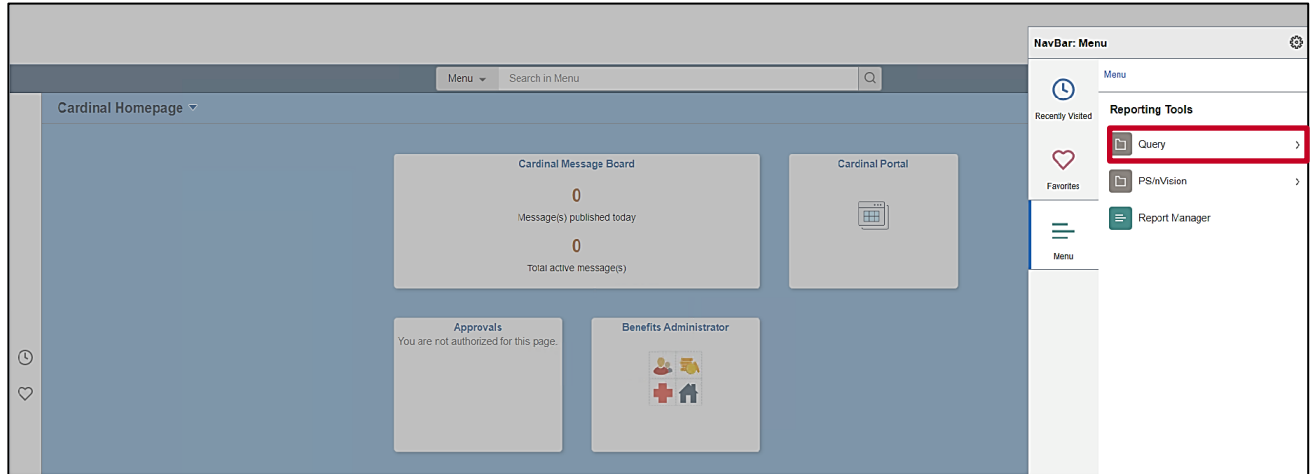 NavBar: Menu
Menu
Search in Menu
Menu
Cardinal Homepage
Recently Visited
Reporting Tools
Query
Cardinal Message Board
Cardinal Portal
0
Favorites
PS/nVision
Message(s) published today
Report Manager
0
Menu
Total active message(s)
Approvals
Benefits Administrator
You are not authorized for this page.